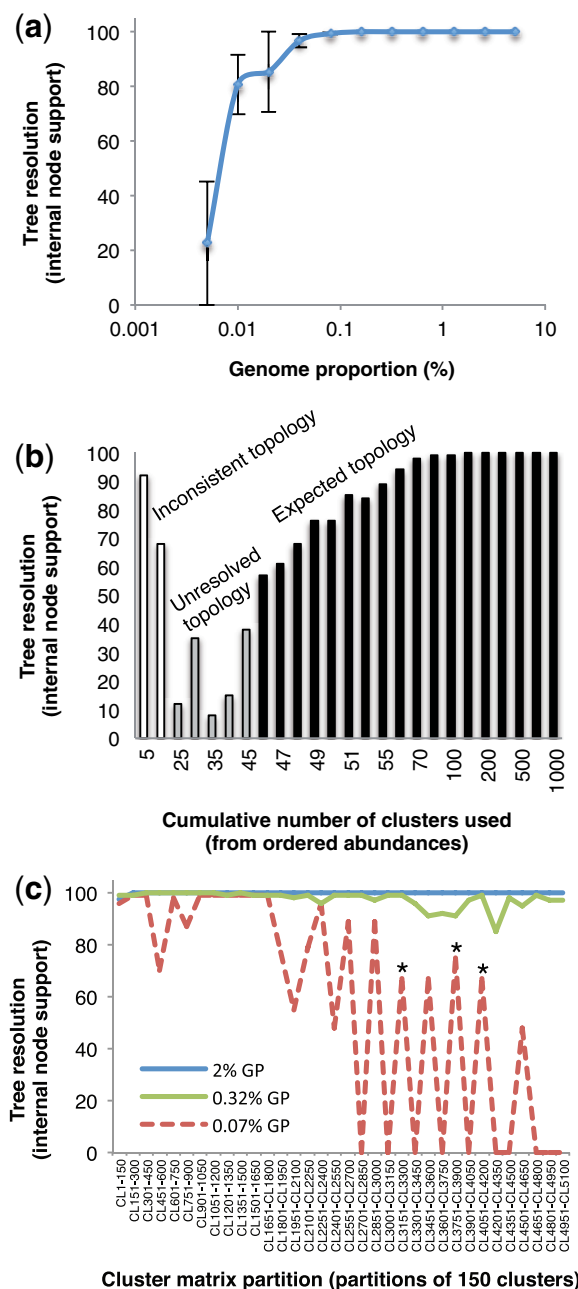 (a)
100
80
60
40
20
0
Tree resolution
(internal node support)
0.001
0.01
0.1
1
10
Genome proportion (%)
(b)
100
90
80
70
60
50
40
30
20
10
0
Tree resolution
(internal node support)
Inconsistent topology
Unresolved
topology
Expected topology
5
25
35
45
47
49
51
55
70
100
200
500
1000
Cumulative number of clusters used
(from ordered abundances)
(c)
100
80
60
40
20
0
Tree resolution
(internal node support)
*
*
*
2% GP
0.32% GP
0.07% GP
CL1-150
CL151-300
CL301-450
CL451-600
CL601-750
CL751-900
CL901-1050
CL1051-1200
CL1201-1350
CL1351-1500
CL1501-1650
CL1651-CL1800
CL1801-CL1950
CL1951-CL2100
CL2101-CL2250
CL2251-CL2400
CL2401-CL2550
CL2551-CL2700
CL2701-CL2850
CL2851-CL3000
CL3001-CL3150
CL3151-CL3300
CL3301-CL3450
CL3451-CL3600
CL3601-CL3750
CL3751-CL3900
CL3901-CL4050
CL4051-CL4200
CL4201-CL4350
CL4351-CL4500
CL4501-CL4650
CL4651-CL4800
CL4801-CL4950
CL4951-CL5100
Cluster matrix partition (partitions of 150 clusters)